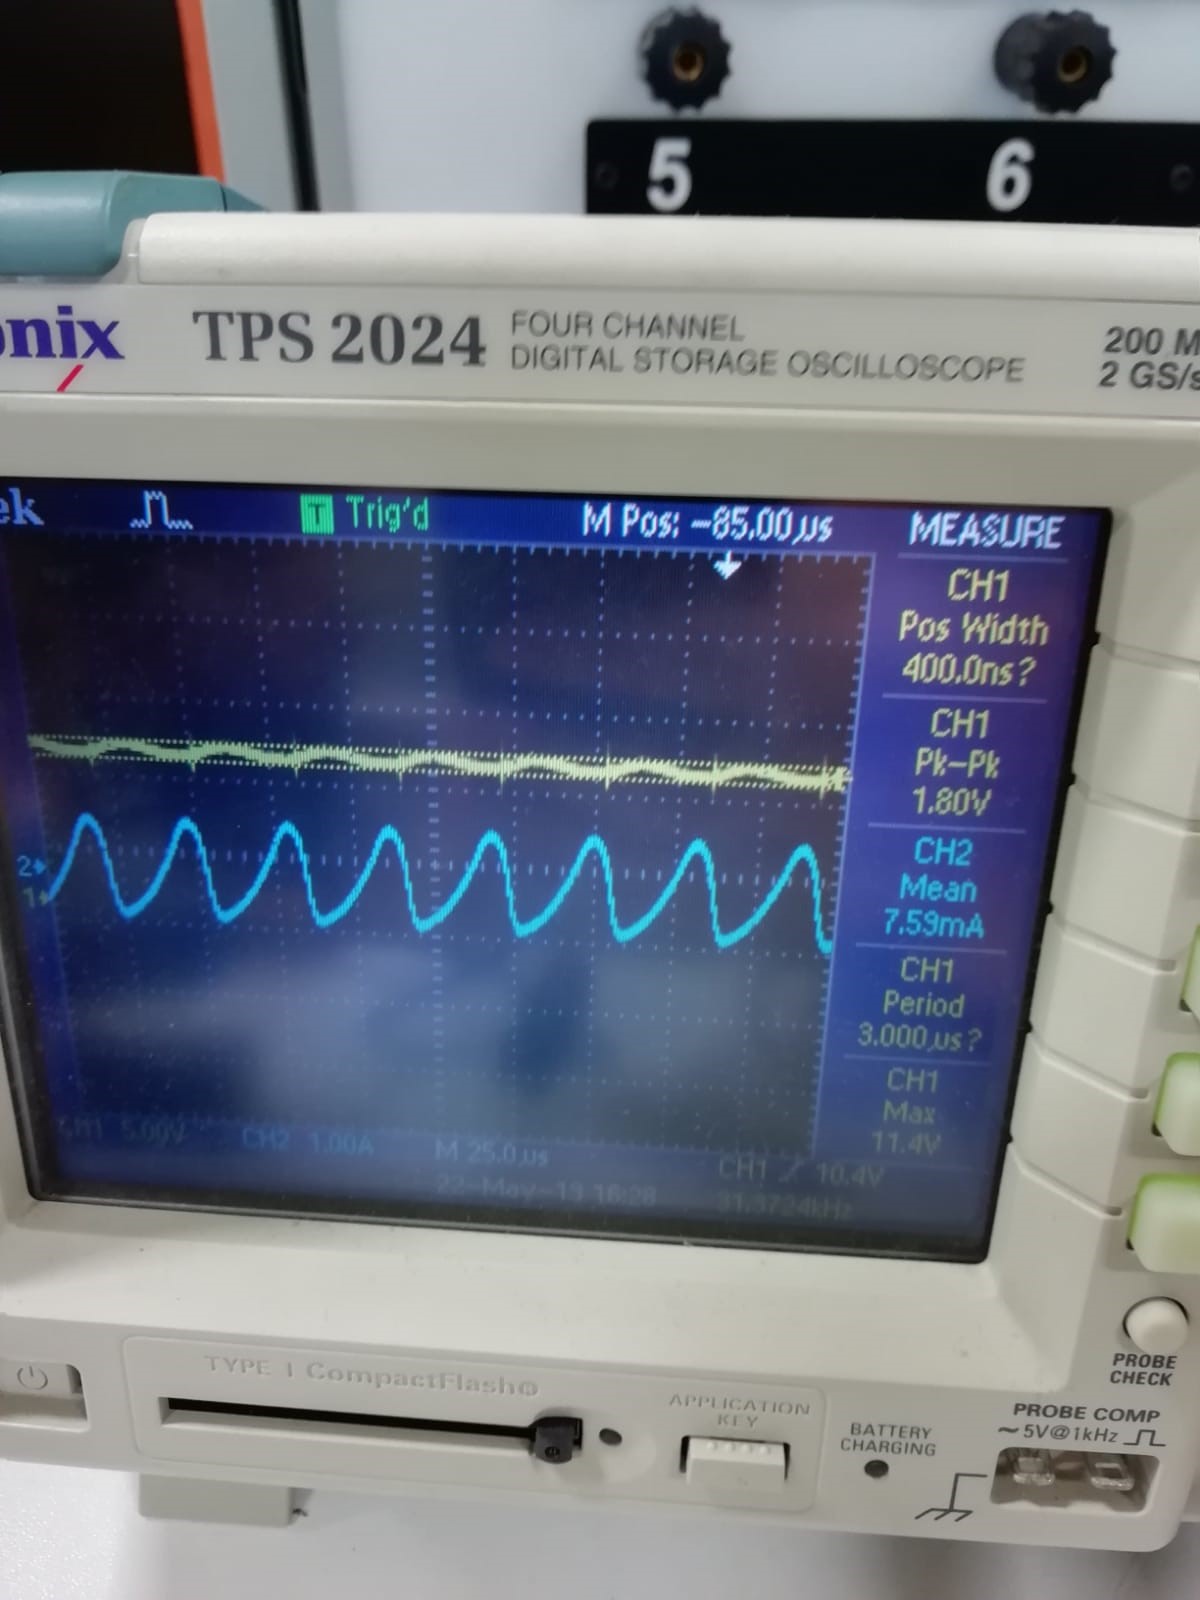 5 6
onix TPS 2024 FOUR CHANNEL
DIGITAL STORAGE OSCILLOSCOPE
200 M
2 GS/s
ek Trig'd M Pos: -85.00µs MEASURE
CH1
Pos Width
400.0ns?
CH1
Pk-Pk
1.80V
CH2
Mean
7.59mA
CH1
Period
3.000µs?
CH1
Max
11.4V
2
1
CH1 5.00V CH2 1.00A M 25.0µs CH1 10.4V
22-May-13 16:28 31.3724kHz
TYPE I CompactFlash®
APPLICATION
KEY
BATTERY
CHARGING
PROBE
CHECK
PROBE COMP
~5V@1kHz